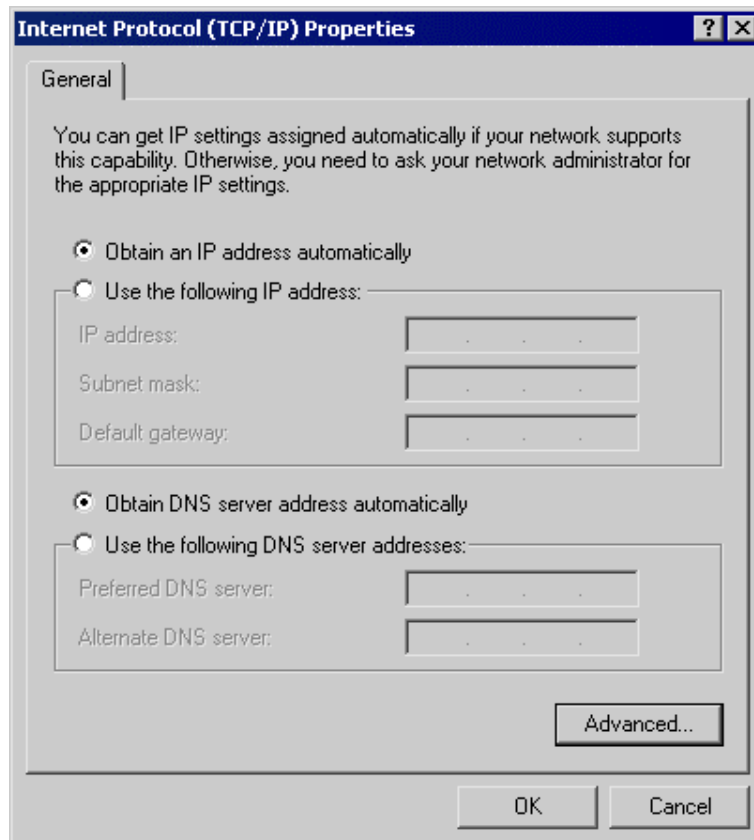 Internet Protocol (TCP/IP) Properties
General
You can get IP settings assigned automatically if your network supports
this capability. Otherwise, you need to ask your network administrator for
the appropriate IP settings.
Obtain an IP address automatically
Use the following IP address:
IP address:
Subnet mask:
Default gateway:
Obtain DNS server address automatically
Use the following DNS server addresses:
Preferred DNS server:
Alternate DNS server:
Advanced...
OK Cancel